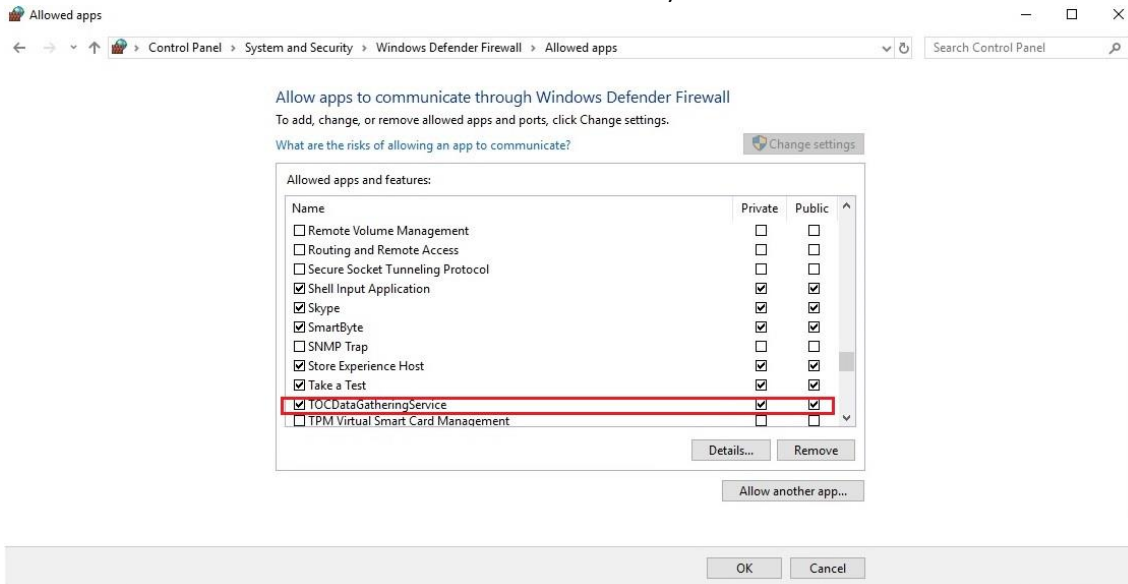 Allowed apps
Control Panel > System and Security > Windows Defender Firewall > Allowed apps
Search Control Panel
Allow apps to communicate through Windows Defender Firewall
To add, change, or remove allowed apps and ports, click Change settings.
What are the risks of allowing an app to communicate?
Change settings
Allowed apps and features:
Name Private Public
Remote Volume Management
Routing and Remote Access
Secure Socket Tunneling Protocol
Shell Input Application
Skype
SmartByte
SNMP Trap
Store Experience Host
Take a Test
TOCDataGatheringService
TPM Virtual Smart Card Management
Details... Remove
Allow another app...
OK Cancel